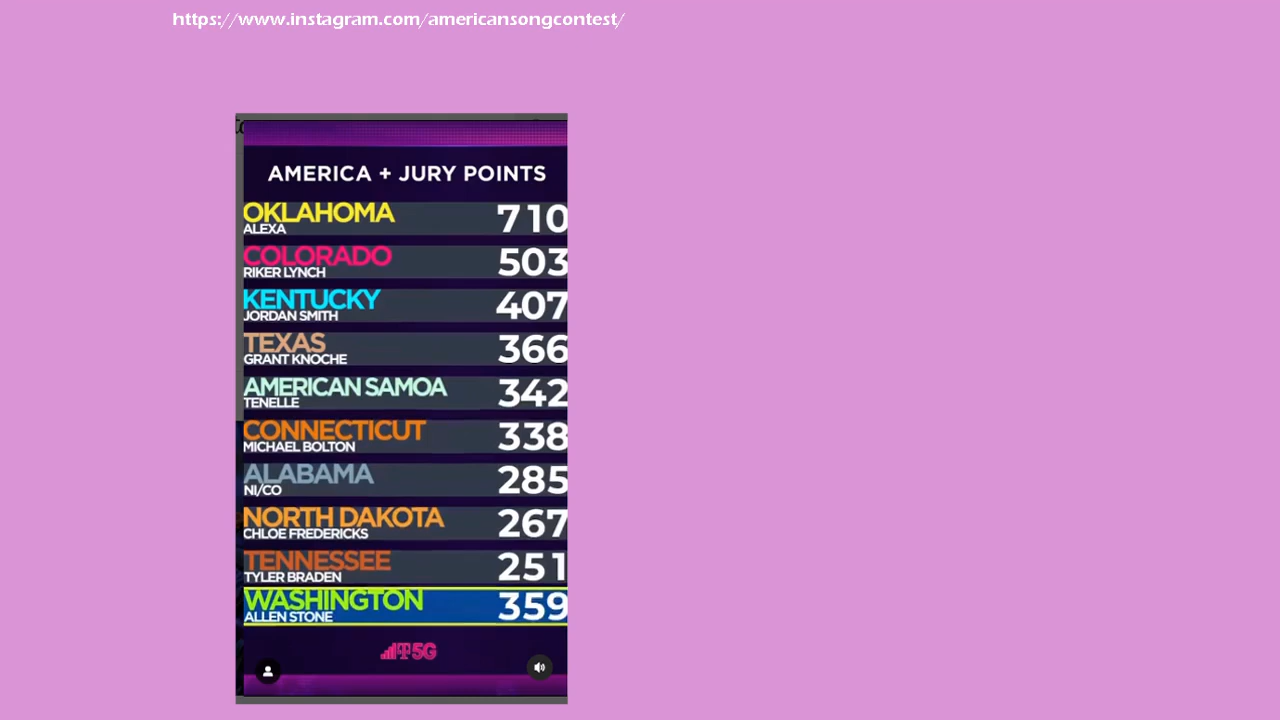 https://www.instagram.com/americansongcontest/
AMERICA + JURY POINTS
OKLAHOMA 710
ALEXA
COLORADO 503
RIKER LYNCH
KENTUCKY 407
JORDAN SMITH
TEXAS 366
GRANT KNOCHE
AMERICAN SAMOA 342
TENELLE
CONNECTICUT 338
MICHAEL BOLTON
ALABAMA 285
NI/CO
NORTH DAKOTA 267
CHLOE FREDERICKS
TENNESSEE 251
TYLER BRADEN
WASHINGTON 359
ALLEN STONE
T 5G